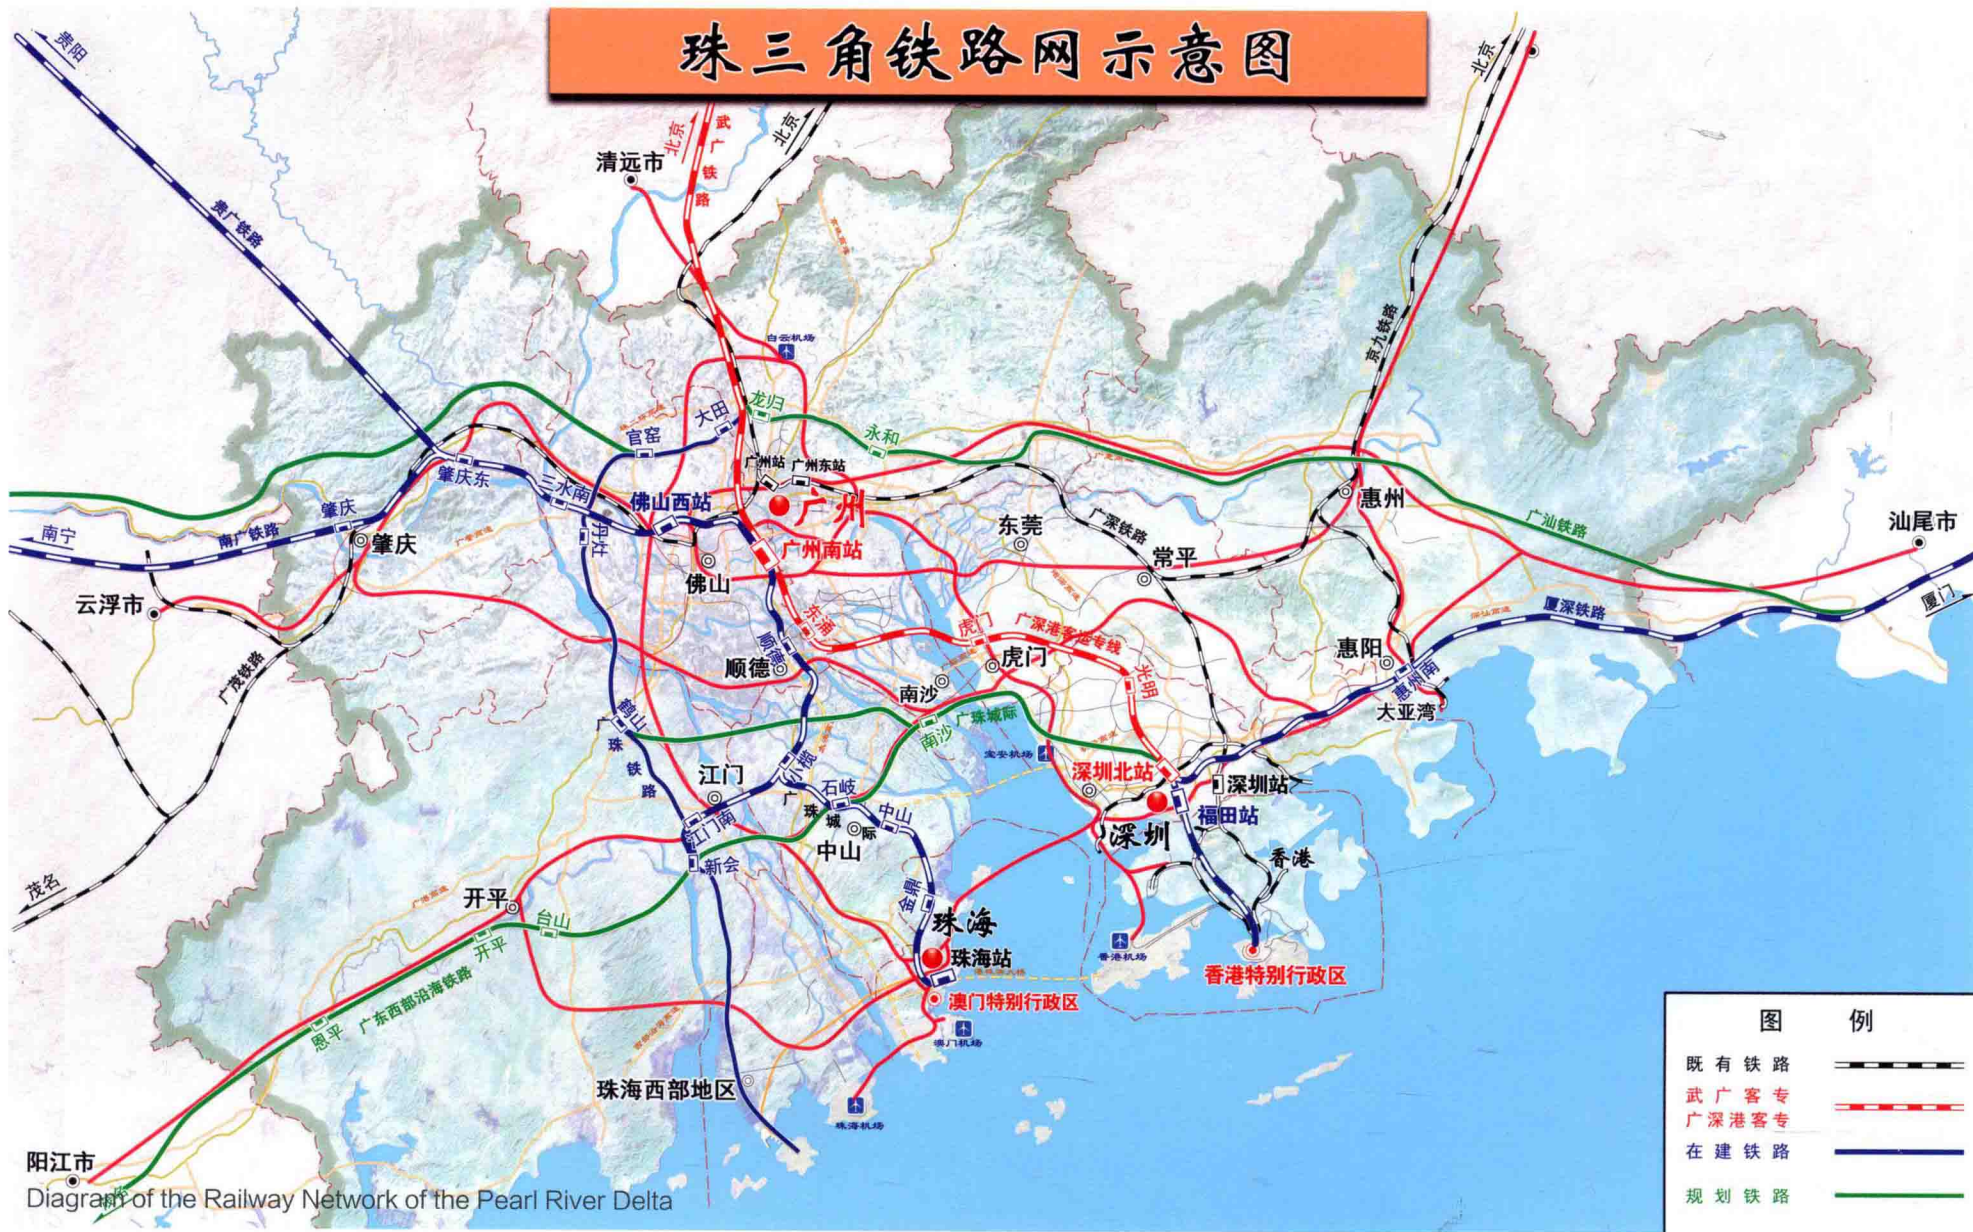 珠三角铁路网示意图
贵阳
北京
北京
北京
武广铁路
清远市
贵广铁路
京九铁路
白云机场
龙归
大田
官窑
永和
肇庆东
三水南
广州站
广州东站
佛山西站
广州
惠州
肇庆
丹灶
南宁
南广铁路
肇庆
广州南站
东莞
广深铁路
广汕铁路
汕尾市
佛山
常平
云浮市
厦深铁路
厦门
东涌
虎门
广深港客运专线
顺德
顺德
虎门
惠阳
广茂铁路
光明
惠州南
南沙
大亚湾
鹤山
广珠城际
南沙
广珠铁路
小榄
宝安机场
江门
深圳北站
深圳站
石岐
广珠城际
中山
福田站
江门南
中山
深圳
新会
香港
茂名
开平
金鼎
台山
珠海
开平
珠海站
香港机场
香港特别行政区
港珠澳大桥
广东西部沿海铁路
澳门特别行政区
恩平
澳门机场
珠海西部地区
珠海机场
阳江市
Diagram of the Railway Network of the Pearl River Delta
图 例
既有铁路
武广客专
广深港客专
在建铁路
规划铁路